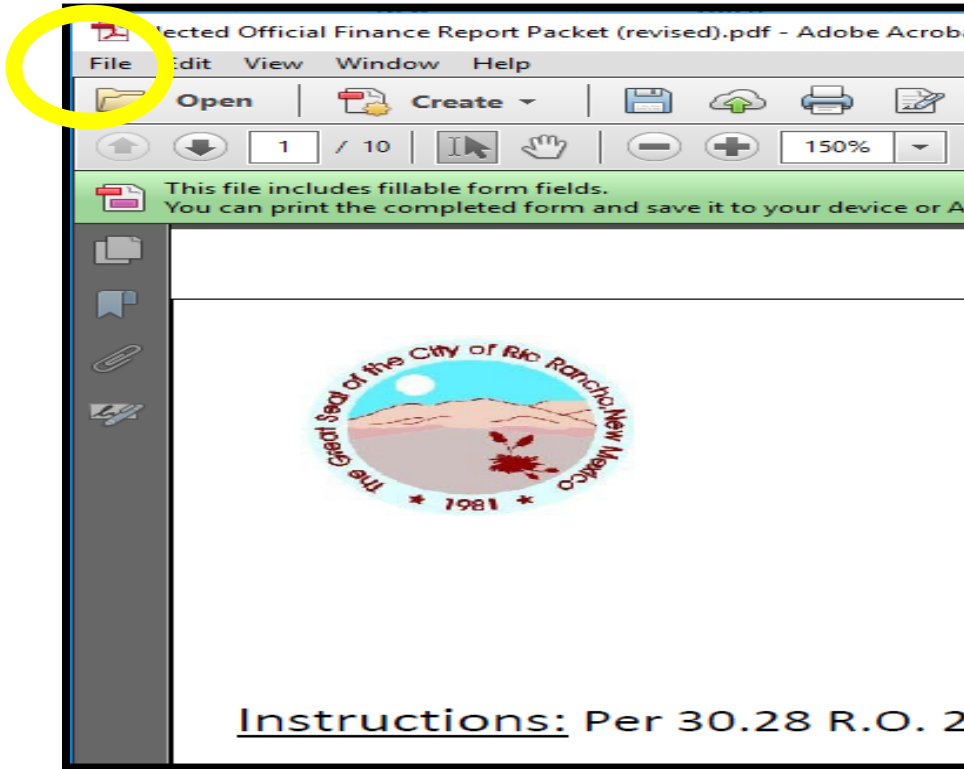 lected Official Finance Report Packet (revised).pdf - Adobe Acroba
File Edit View Window Help
Open Create
1 / 10 150%
This file includes fillable form fields.
You can print the completed form and save it to your device or A
The Great Seal of the City of Rio Rancho, New Mexico
* 1981 *
Instructions: Per 30.28 R.O. 2